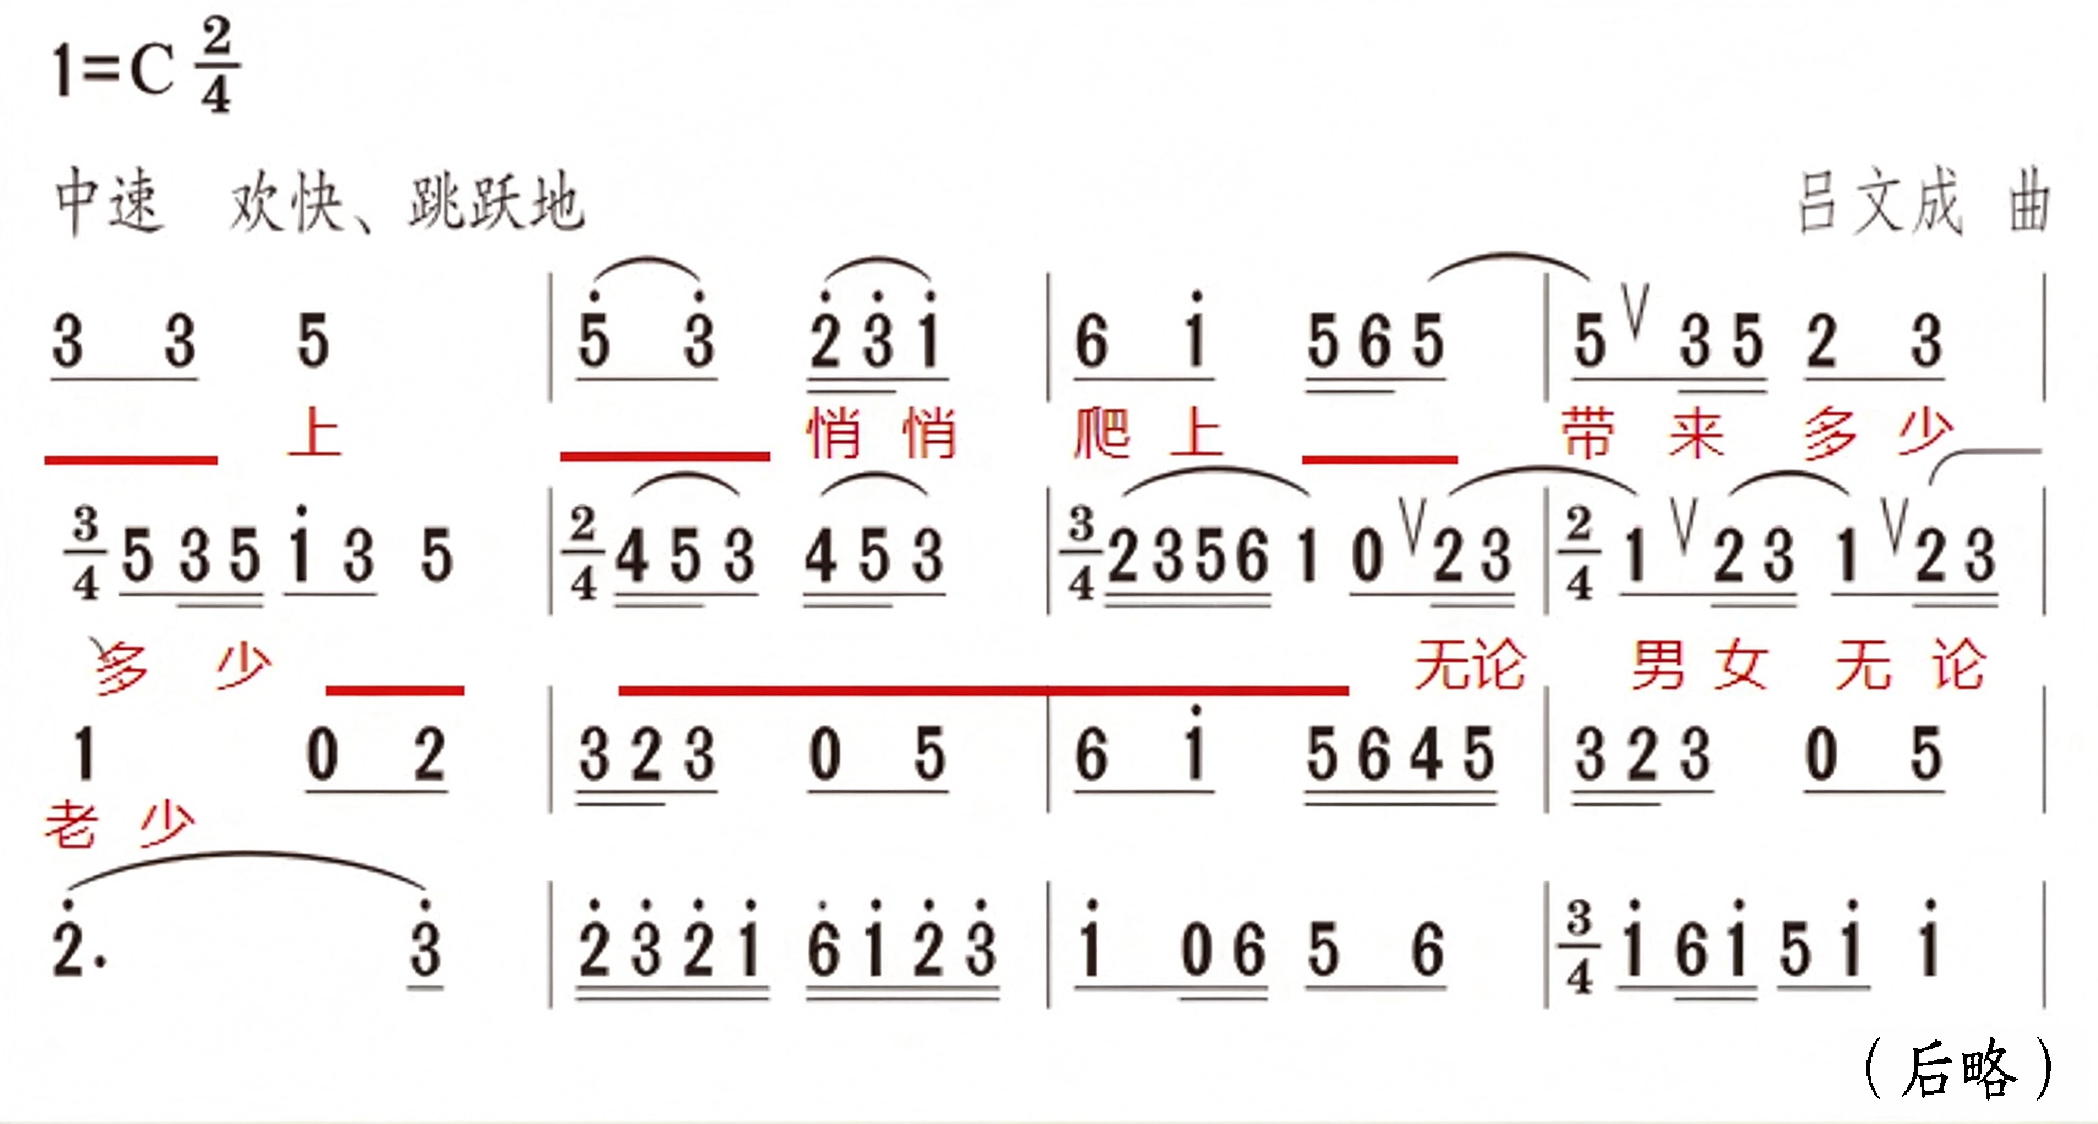 1=C 2/4
中速 欢快、跳跃地 吕文成 曲
3 3 5 | 5̇ 3̇ 2̇ 3̇ 1̇ | 6 1̇ 5 6 5 | 5 V 3 5 2 3 |
上 悄 悄 爬 上 带 来 多 少
3/4 5 3 5 1̇ 3 5 | 2/4 4 5 3 4 5 3 | 3/4 2 3 5 6 1 0 V 2 3 | 2/4 1 V 2 3 1 V 2 3 |
多 少 无论 男 女 无 论
1 0 2 | 3 2 3 0 5 | 6 1̇ 5 6 4 5 | 3 2 3 0 5 |
老 少
2̇. 3̇ | 2̇ 3̇ 2̇ 1̇ 6̇ 1̇ 2̇ 3̇ | 1̇ 0 6 5 6 | 3/4 1̇ 6 1̇ 5 1̇ 1̇ |
（后略）